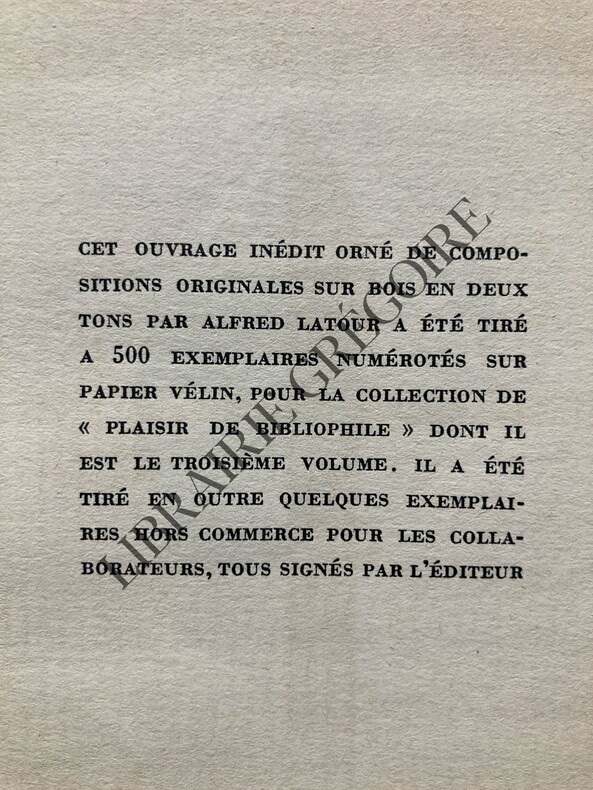 CET OUVRAGE INÉDIT ORNÉ DE COMPO-
SITIONS ORIGINALES SUR BOIS EN DEUX
TONS PAR ALFRED LATOUR A ÉTÉ TIRÉ
A 500 EXEMPLAIRES NUMÉROTÉS SUR
PAPIER VÉLIN, POUR LA COLLECTION DE
« PLAISIR DE BIBLIOPHILE » DONT IL
EST LE TROISIÈME VOLUME. IL A ÉTÉ
TIRÉ EN OUTRE QUELQUES EXEMPLAI-
RES HORS COMMERCE POUR LES COLLA-
BORATEURS, TOUS SIGNÉS PAR L'ÉDITEUR
LIBRAIRIE GRÉGOIRE